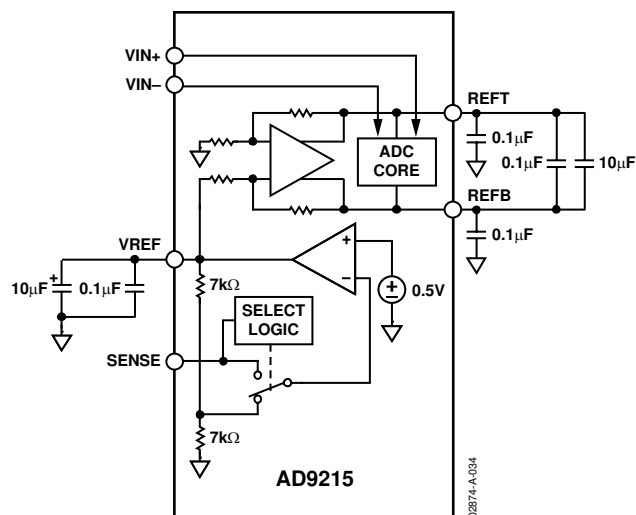 VIN+
VIN–
REFT
0.1μF
ADC
CORE
0.1μF
10μF
REFB
0.1μF
VREF
+
–
7kΩ
10μF
+
0.1μF
SELECT
LOGIC
+
–
0.5V
SENSE
7kΩ
AD9215
02874-A-034